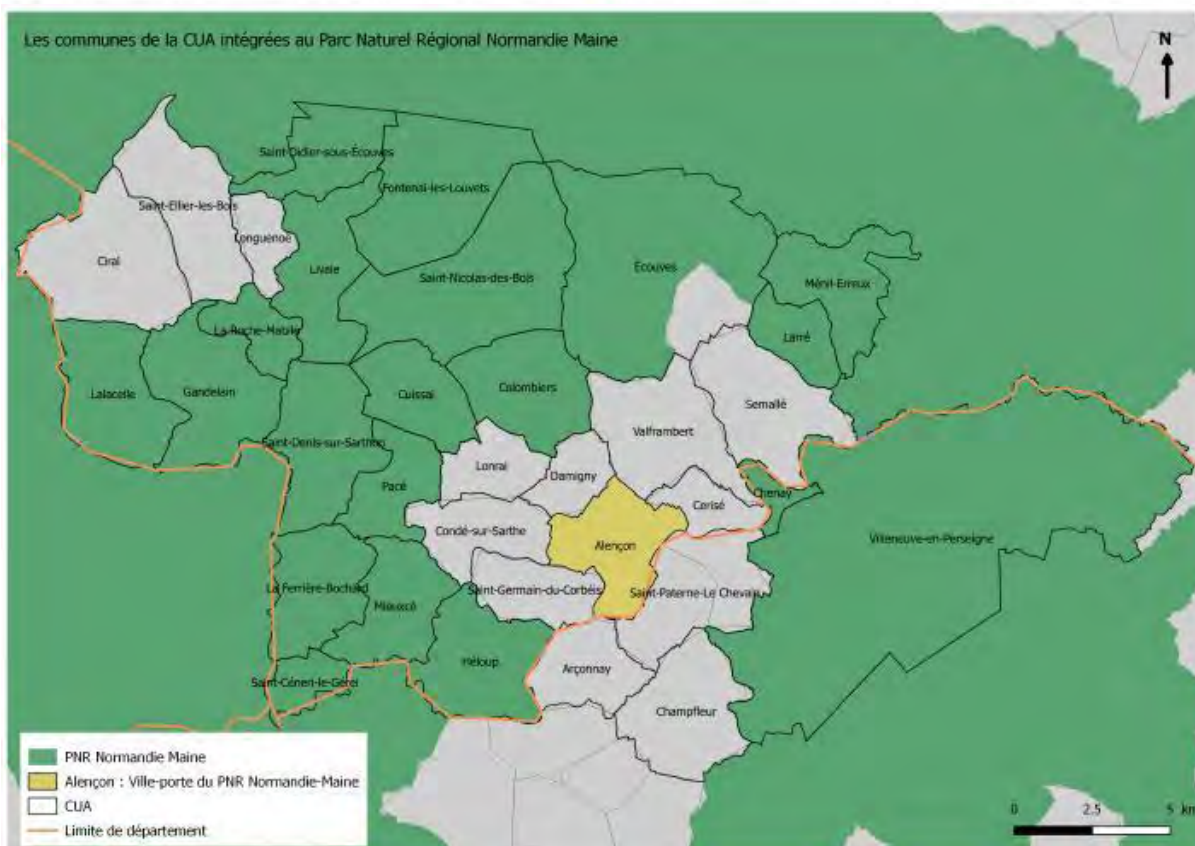 Les communes de la CUA intégrées au Parc Naturel Régional Normandie Maine
N
Saint-Didier-sous-Écouves
Fontenai-les-Louvets
Saint-Ellier-les-Bois
Longuenoë
Ciral
Livaie
Saint-Nicolas-des-Bois
Écouves
Ménil-Erreux
La Roche-Mabile
Larré
Lalacelle
Gandelain
Cuissai
Colombiers
Semallé
Valframbert
Saint-Denis-sur-Sarthon
Lonrai
Damigny
Pacé
Cerisé
Chenay
Condé-sur-Sarthe
Alençon
Villeneuve-en-Perseigne
La Ferrière-Bochard
Saint-Germain-du-Corbéis
Saint-Paterne-Le Chevain
Mieuxcé
Héloup
Arçonnay
Saint-Céneri-le-Gérei
Champfleur
PNR Normandie Maine
Alençon : Ville-porte du PNR Normandie-Maine
CUA
Limite de département
0 2.5 5 km